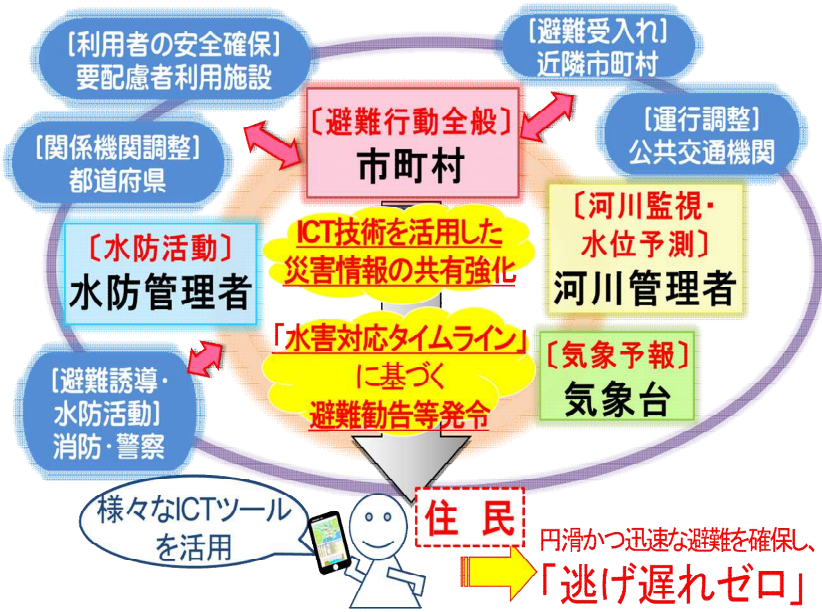 [利用者の安全確保]
要配慮者利用施設
[避難受入れ]
近隣市町村
[関係機関調整]
都道府県
〔避難行動全般〕
市町村
[運行調整]
公共交通機関
〔水防活動〕
水防管理者
ICT技術を活用した
災害情報の共有強化
〔河川監視・
水位予測〕
河川管理者
「水害対応タイムライン」
に基づく
避難勧告等発令
〔気象予報〕
気象台
[避難誘導・
水防活動]
消防・警察
様々なICTツール
を活用
住 民
円滑かつ迅速な避難を確保し、
「逃げ遅れゼロ」